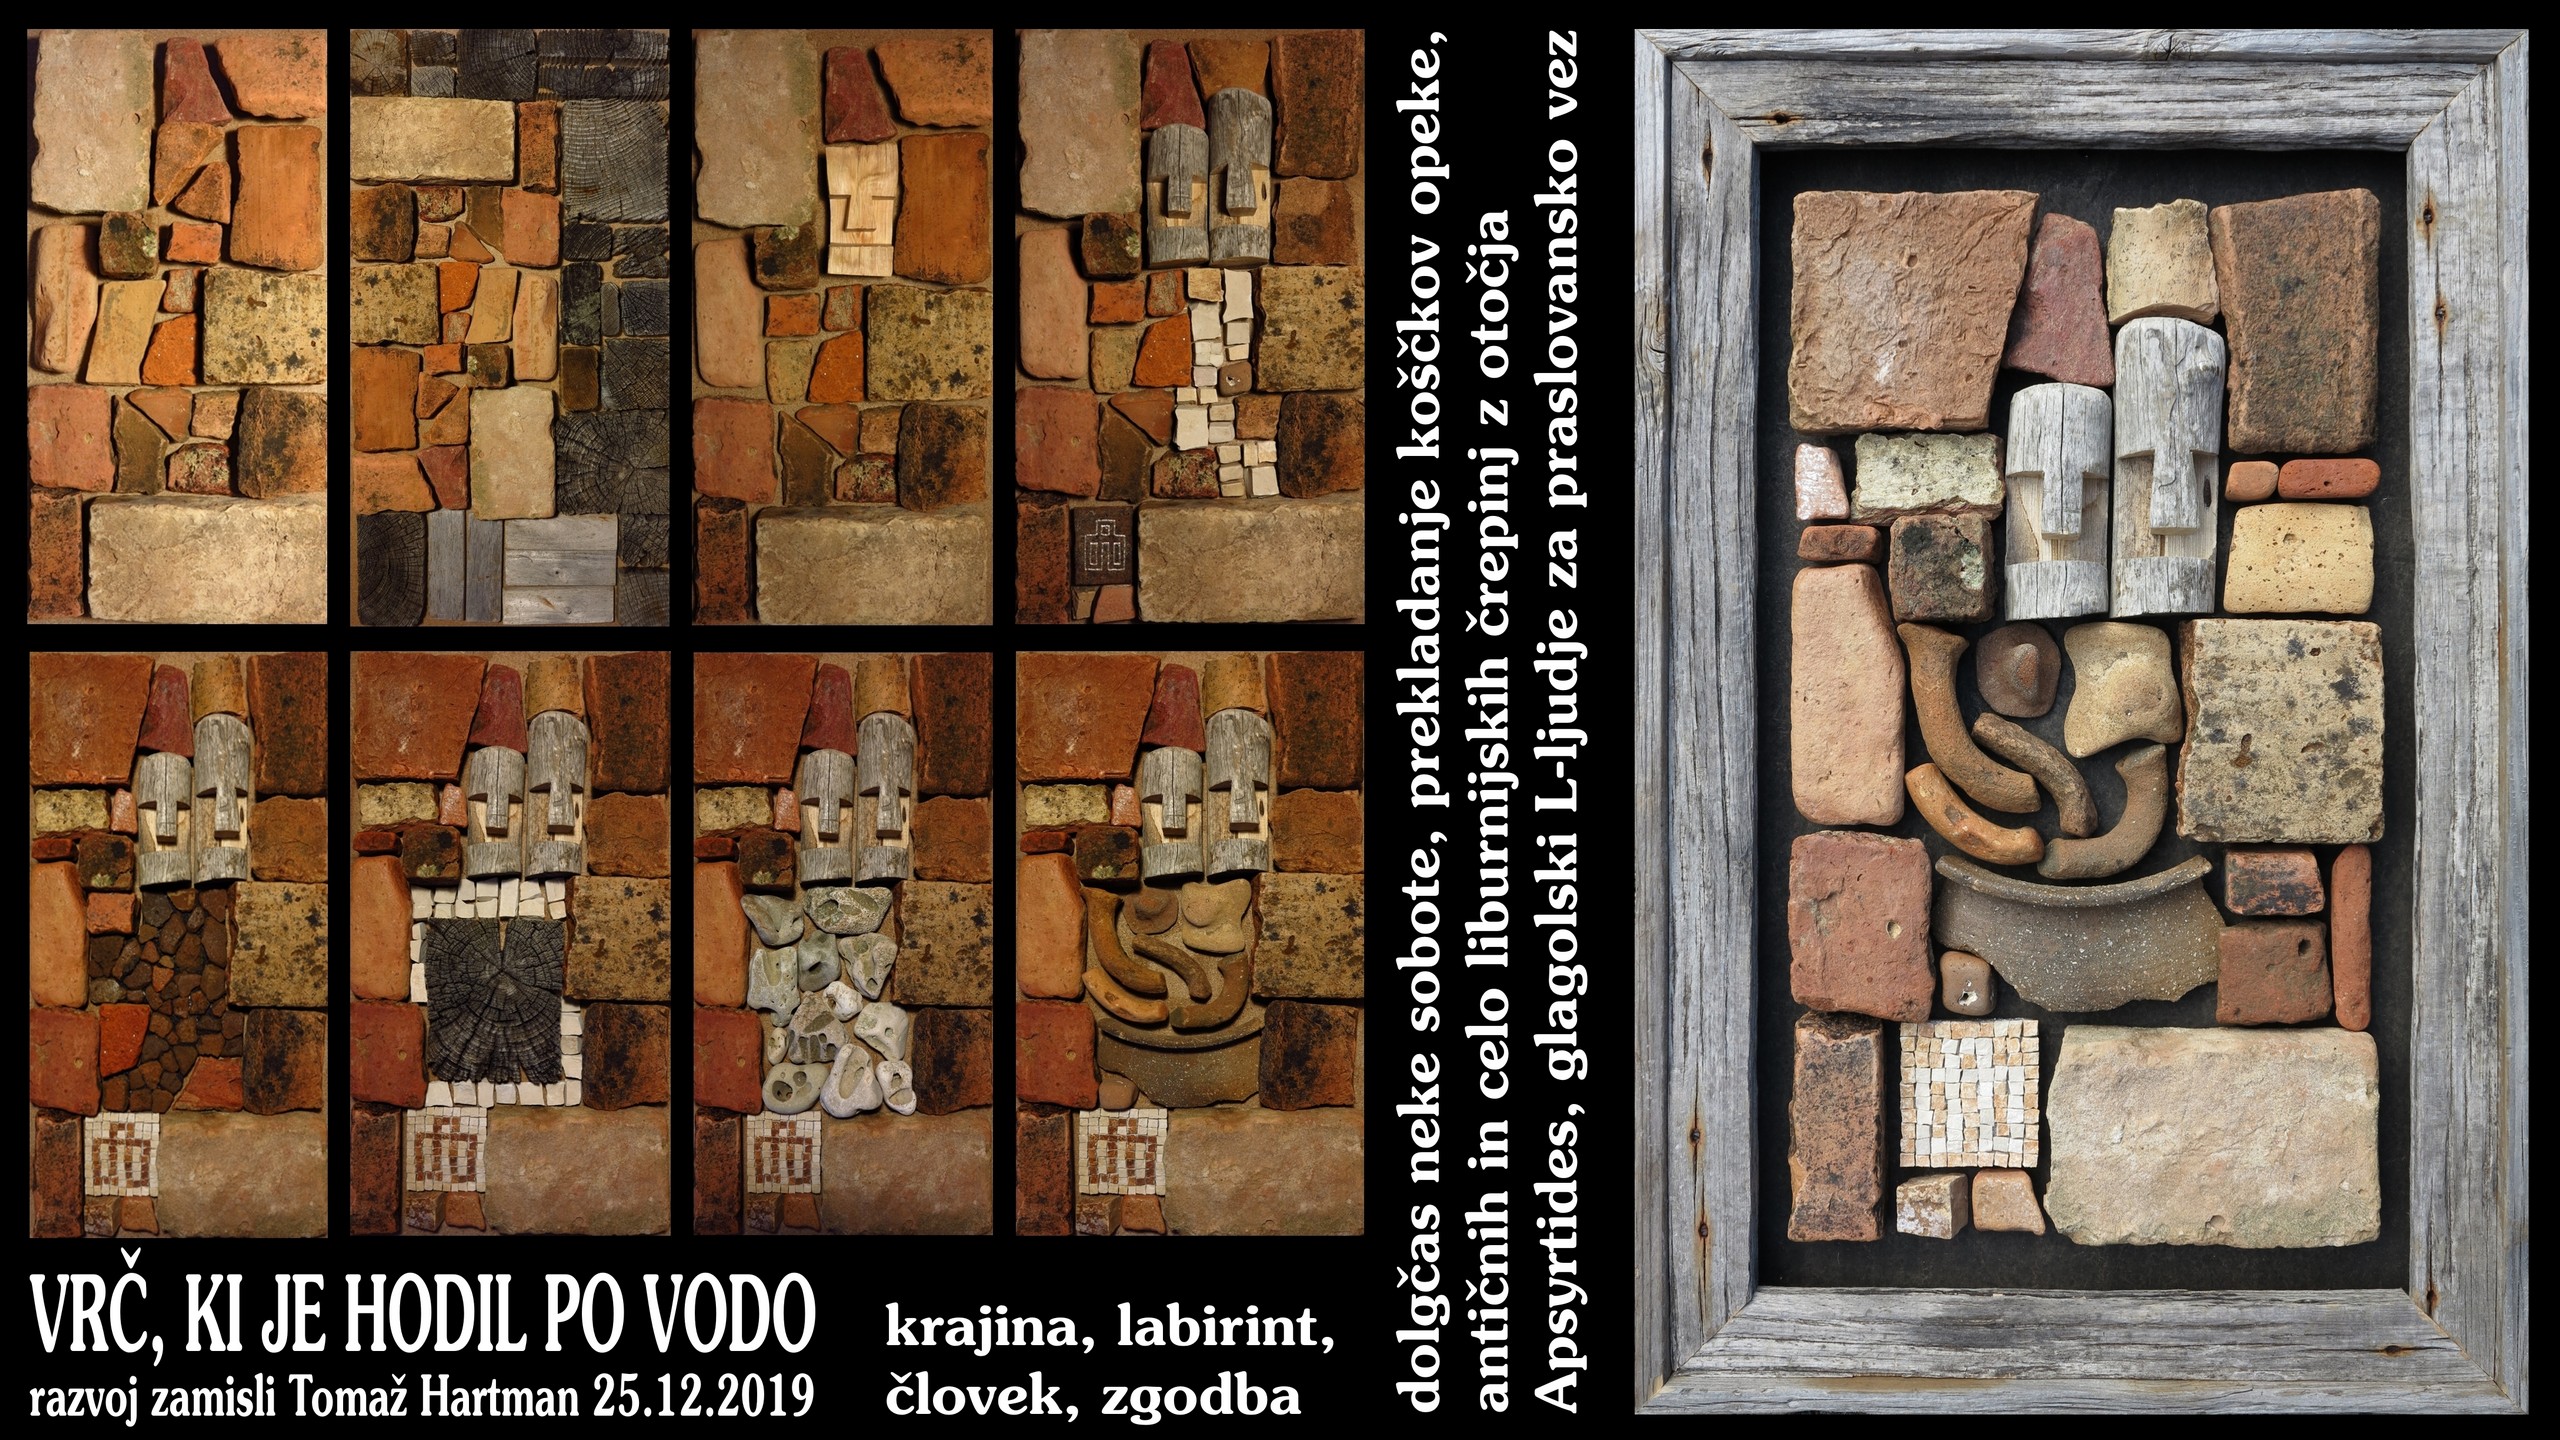 VRČ, KI JE HODIL PO VODO
razvoj zamisli Tomaž Hartman 25.12.2019
krajina, labirint,
človek, zgodba
dolgčas neke sobote, prekladanje koščkov opeke,
antičnih in celo liburnijskih črepinj z otočja
Apsyrtides, glagolski L-ljudje za praslovansko vez